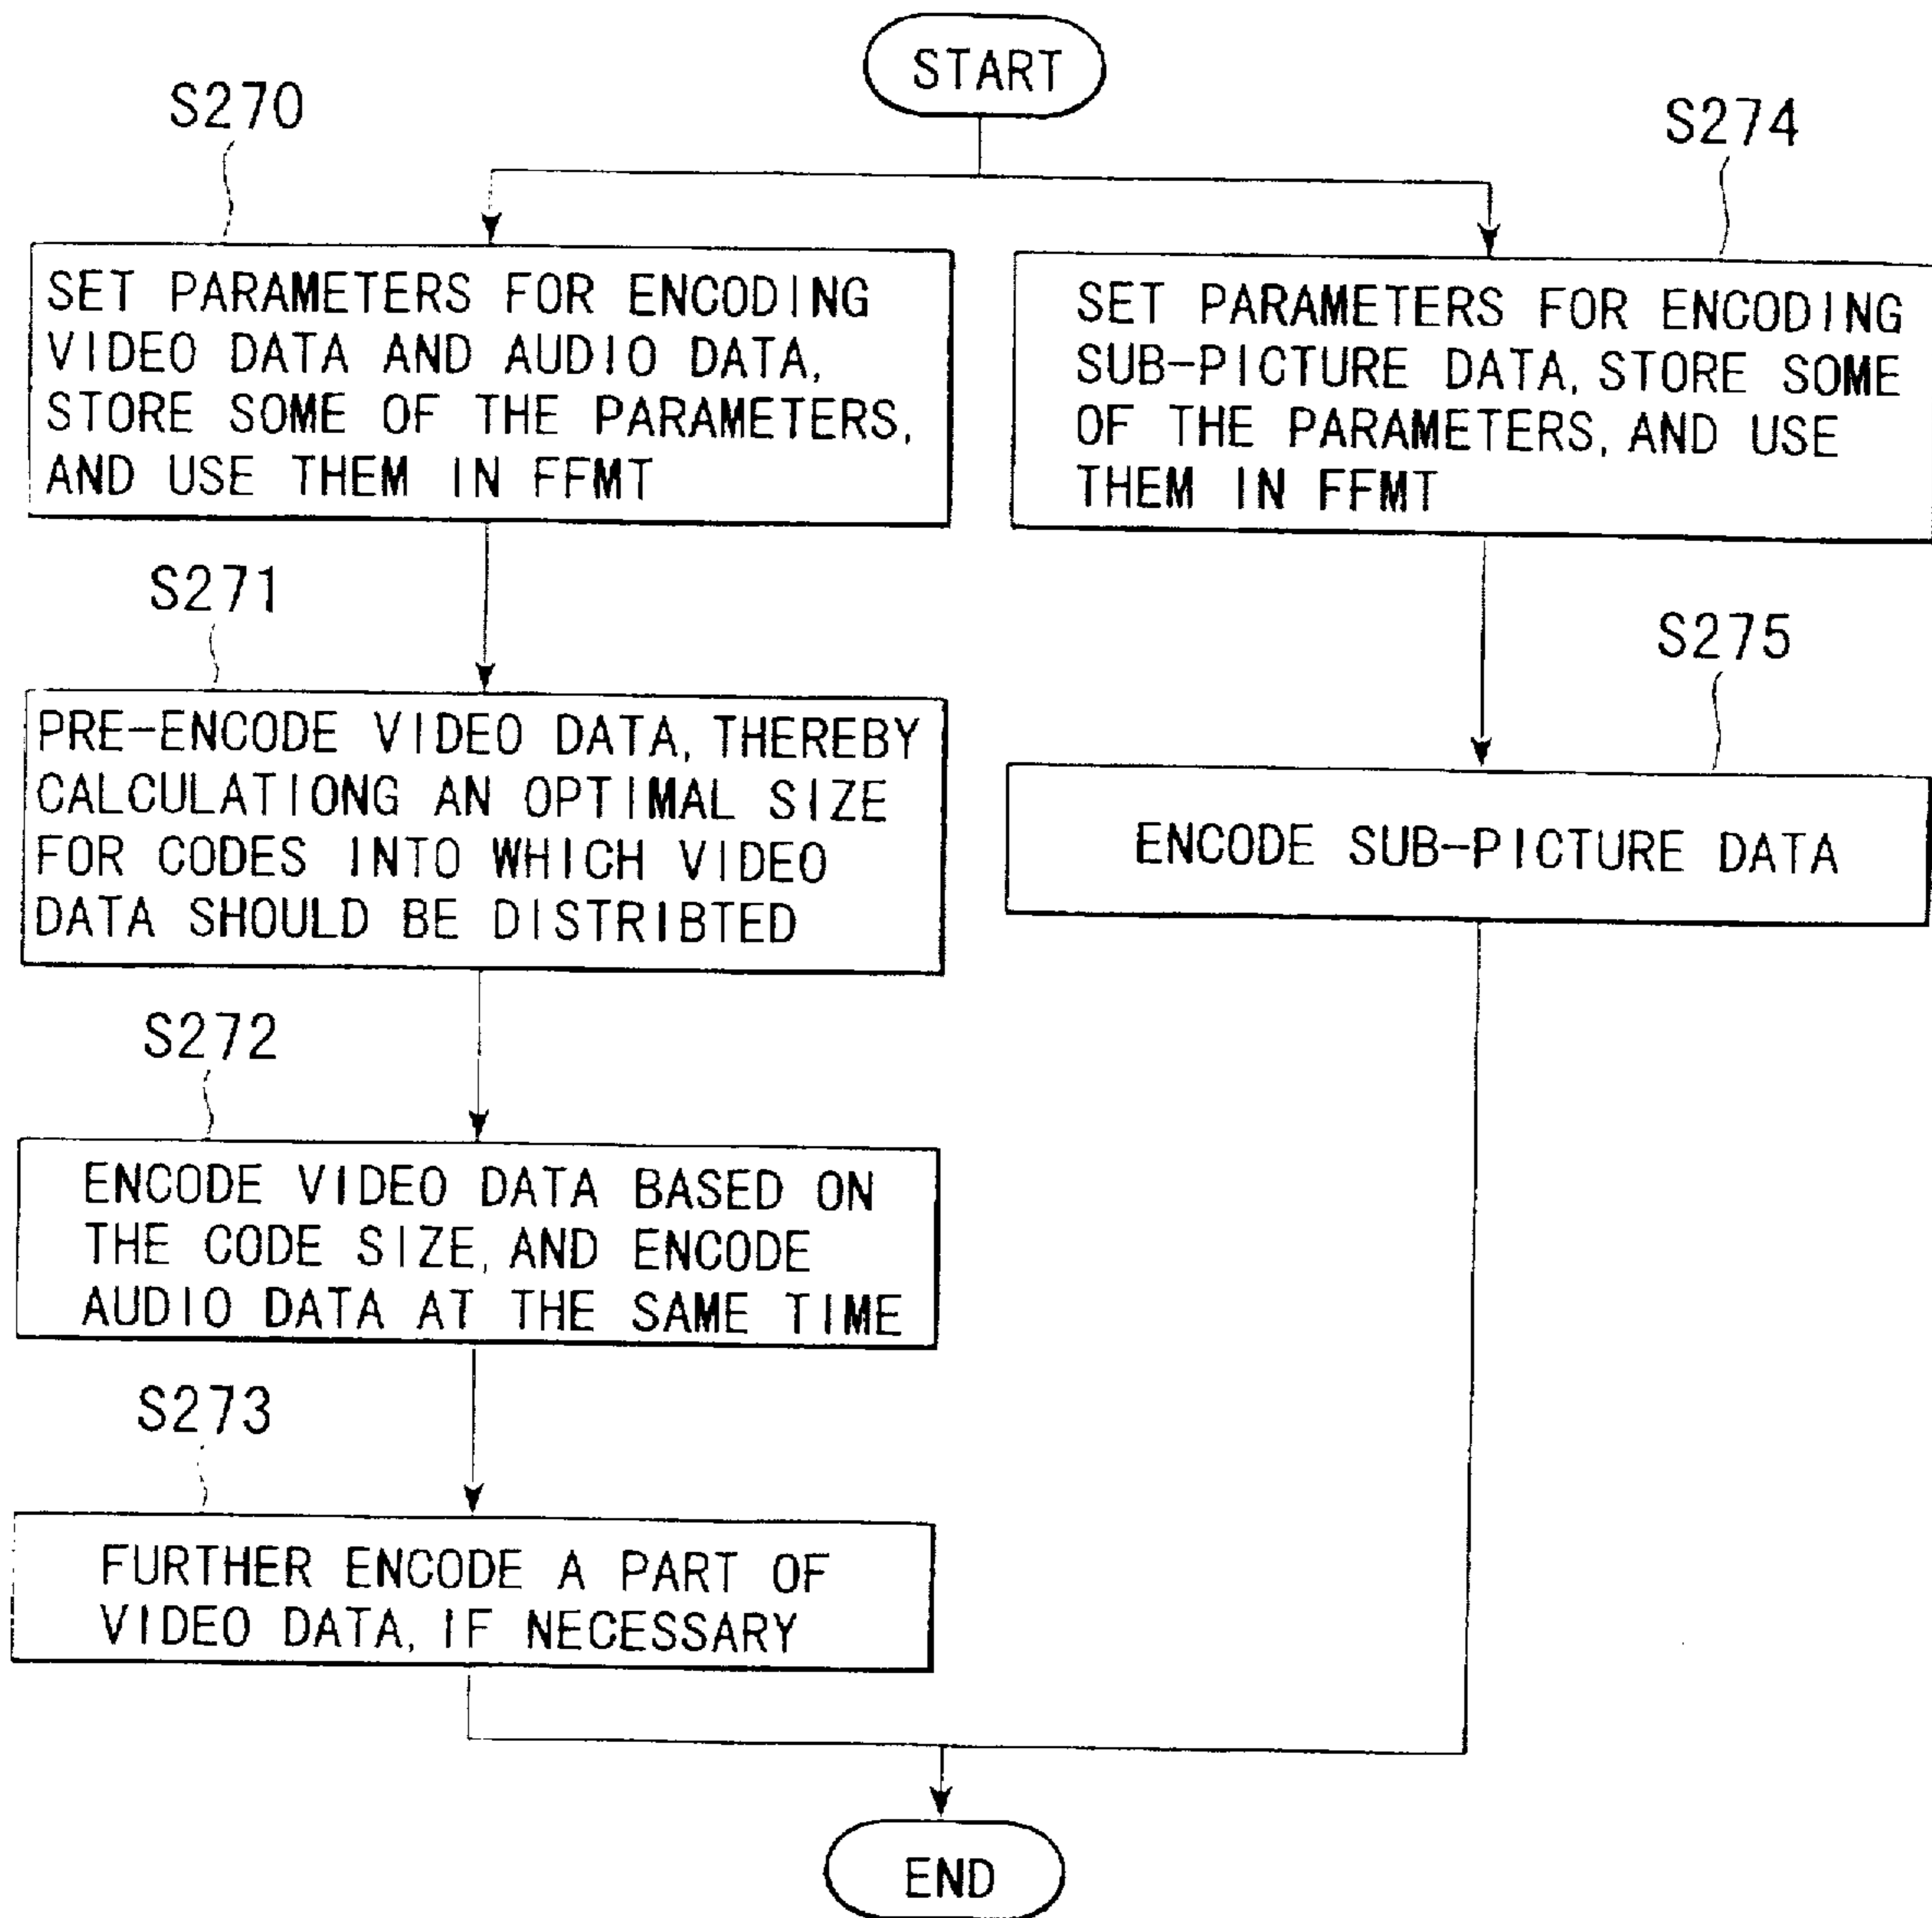 START
S270
SET PARAMETERS FOR ENCODING
VIDEO DATA AND AUDIO DATA,
STORE SOME OF THE PARAMETERS,
AND USE THEM IN FFMT
S271
PRE-ENCODE VIDEO DATA, THEREBY
CALCULATIONG AN OPTIMAL SIZE
FOR CODES INTO WHICH VIDEO
DATA SHOULD BE DISTRIBTED
S272
ENCODE VIDEO DATA BASED ON
THE CODE SIZE, AND ENCODE
AUDIO DATA AT THE SAME TIME
S273
FURTHER ENCODE A PART OF
VIDEO DATA, IF NECESSARY
S274
SET PARAMETERS FOR ENCODING
SUB-PICTURE DATA, STORE SOME
OF THE PARAMETERS, AND USE
THEM IN FFMT
S275
ENCODE SUB-PICTURE DATA
END